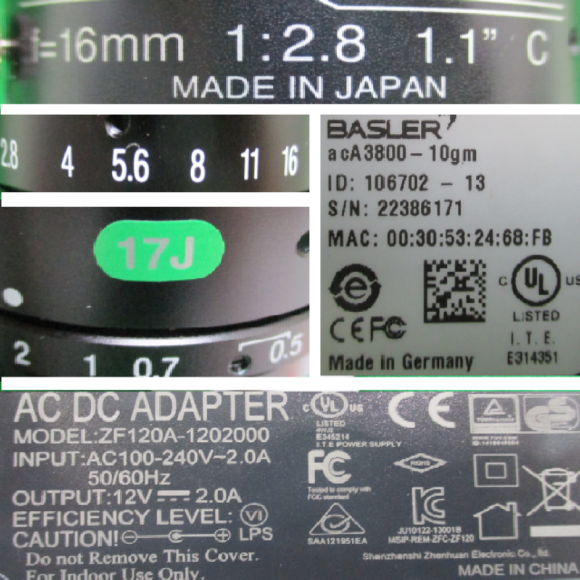 f=16mm 1:2.8 1.1" C
MADE IN JAPAN
2.8 4 5.6 8 11 16
17J
2 1 0.7 0.5
BASLER
acA3800-10gm
ID: 106702 - 13
S/N: 22386171
MAC: 00:30:53:24:68:FB
C UL US
LISTED
I.T.E.
E314351
CE FC
Made in Germany
AC DC ADAPTER
MODEL:ZF120A-1202000
INPUT:AC100-240V~2.0A
50/60Hz
OUTPUT:12V 2.0A
EFFICIENCY LEVEL: VI
CAUTION! LPS
Do not Remove This Cover.
For Indoor Use Only.
C UL US
LISTED
E345214
I.T.E POWER SUPPLY
CE
GS
FC
Tested to comply with
FCC standard
SAA121951EA
JU10122-13001B
MSIP-REM-ZFC-ZF120
Shenzhenshi Zhenhuan Electronic Co., ltd.
MADE IN CHINA